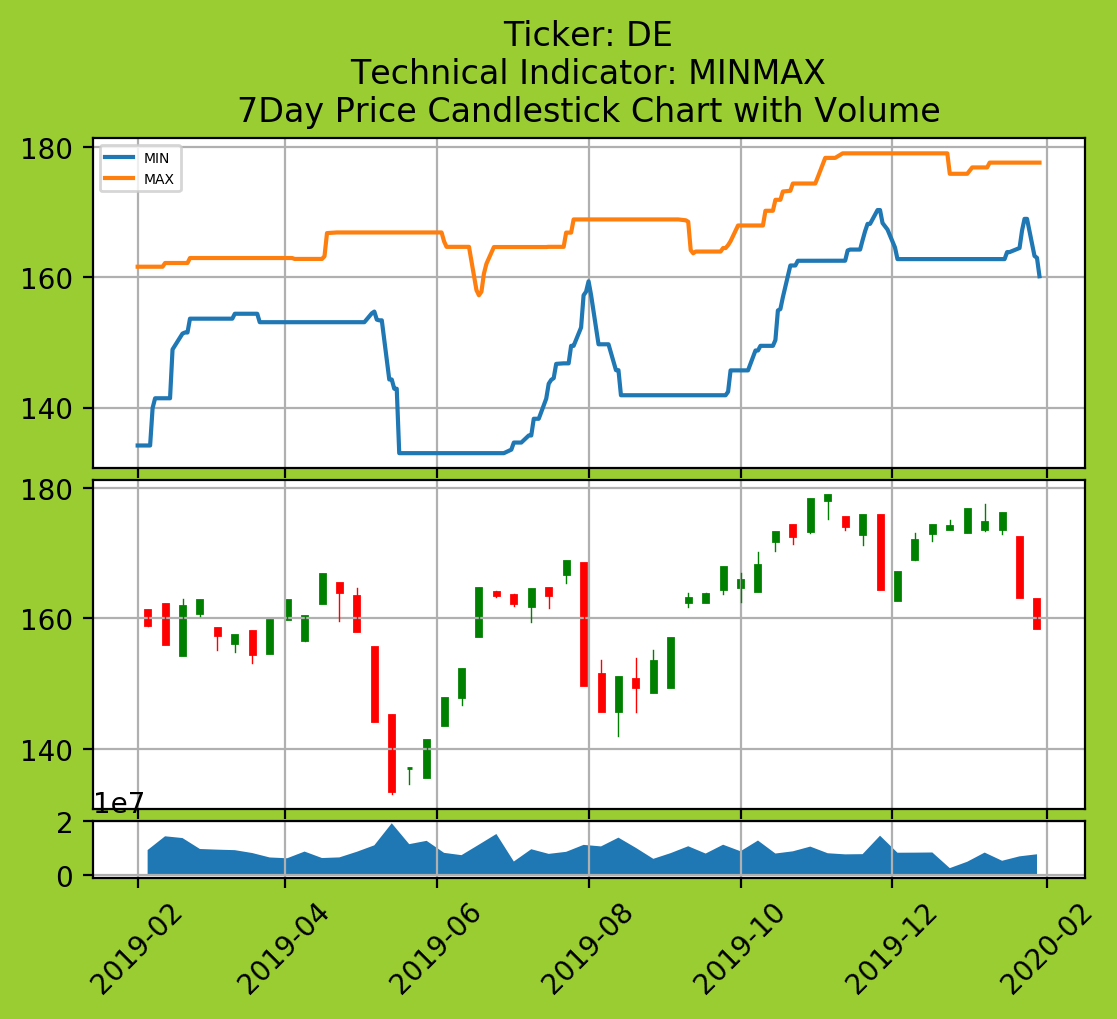 Ticker: DE
Technical Indicator: MINMAX
7Day Price Candlestick Chart with Volume
180
160
140
MIN
MAX
180
160
140
1e7
2
0
2019-02
2019-04
2019-06
2019-08
2019-10
2019-12
2020-02